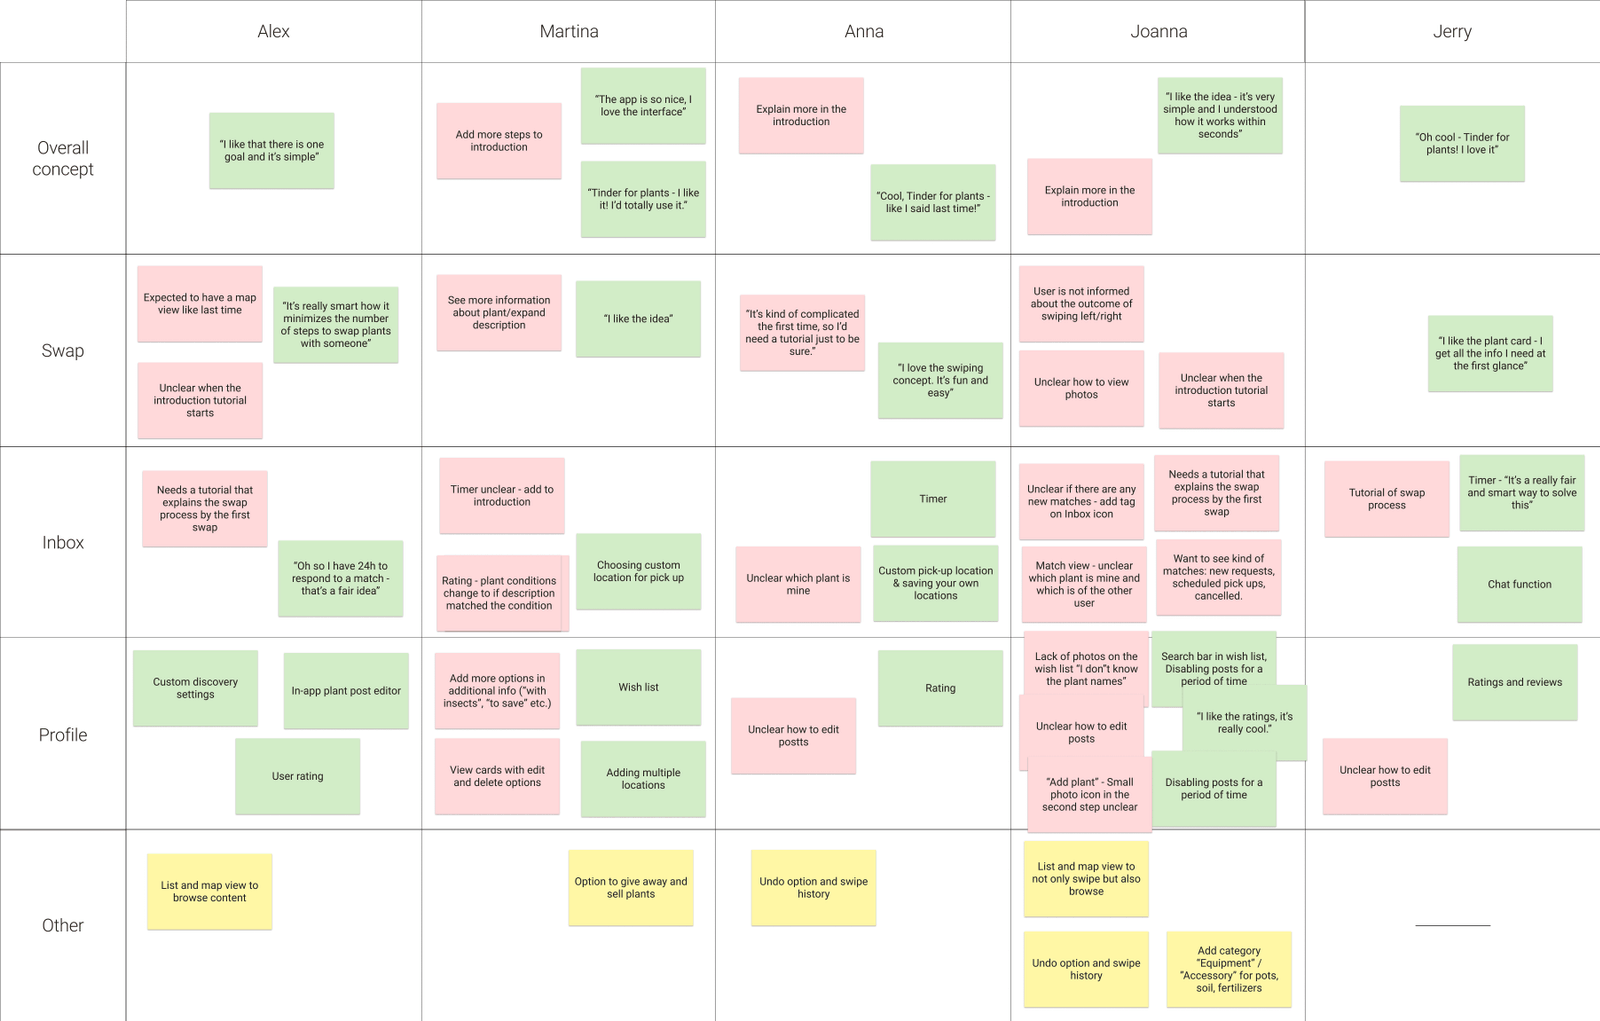 Alex
Martina
Anna
Joanna
Jerry
Overall
concept
“I like that there is one
goal and it’s simple”
Add more steps to
introduction
“The app is so nice, I
love the interface”
“Tinder for plants - I like
it! I’d totally use it.”
Explain more in the
introduction
“Cool, Tinder for plants -
like I said last time!”
“I like the idea - it’s very
simple and I understood
how it works within
seconds”
Explain more in the
introduction
“Oh cool - Tinder for
plants! I love it”
Swap
Expected to have a map
view like last time
“It’s really smart how it
minimizes the number
of steps to swap plants
with someone”
Unclear when the
introduction tutorial
starts
See more information
about plant/expand
description
“I like the idea”
“It’s kind of complicated
the first time, so I’d
need a tutorial just to be
sure.”
“I love the swiping
concept. It’s fun and
easy”
User is not informed
about the outcome of
swiping left/right
Unclear how to view
photos
Unclear when the
introduction tutorial
starts
“I like the plant card - I
get all the info I need at
the first glance”
Inbox
Needs a tutorial that
explains the swap
process by the first
swap
“Oh so I have 24h to
respond to a match -
that’s a fair idea”
Timer unclear - add to
introduction
Rating - plant conditions
change to if description
matched the condition
Choosing custom
location for pick up
Timer
Unclear which plant is
mine
Custom pick-up location
& saving your own
locations
Unclear if there are any
new matches - add tag
on Inbox icon
Needs a tutorial that
explains the swap
process by the first
swap
Match view - unclear
which plant is mine and
which is of the other
user
Want to see kind of
matches: new requests,
scheduled pick ups,
cancelled.
Tutorial of swap
process
Timer - “It’s a really fair
and smart way to solve
this”
Chat function
Profile
Custom discovery
settings
In-app plant post editor
User rating
Add more options in
additional info (“with
insects”, “to save” etc.)
Wish list
View cards with edit
and delete options
Adding multiple
locations
Rating
Unclear how to edit
postts
Lack of photos on the
wish list “I don”t know
the plant names”
Search bar in wish list,
Disabling posts for a
period of time
Unclear how to edit
posts
“I like the ratings, it’s
really cool.”
“Add plant” - Small
photo icon in the
second step unclear
Disabling posts for a
period of time
Ratings and reviews
Unclear how to edit
postts
Other
List and map view to
browse content
Option to give away and
sell plants
Undo option and swipe
history
List and map view to
not only swipe but also
browse
Undo option and swipe
history
Add category
“Equipment” /
“Accessory” for pots,
soil, fertilizers